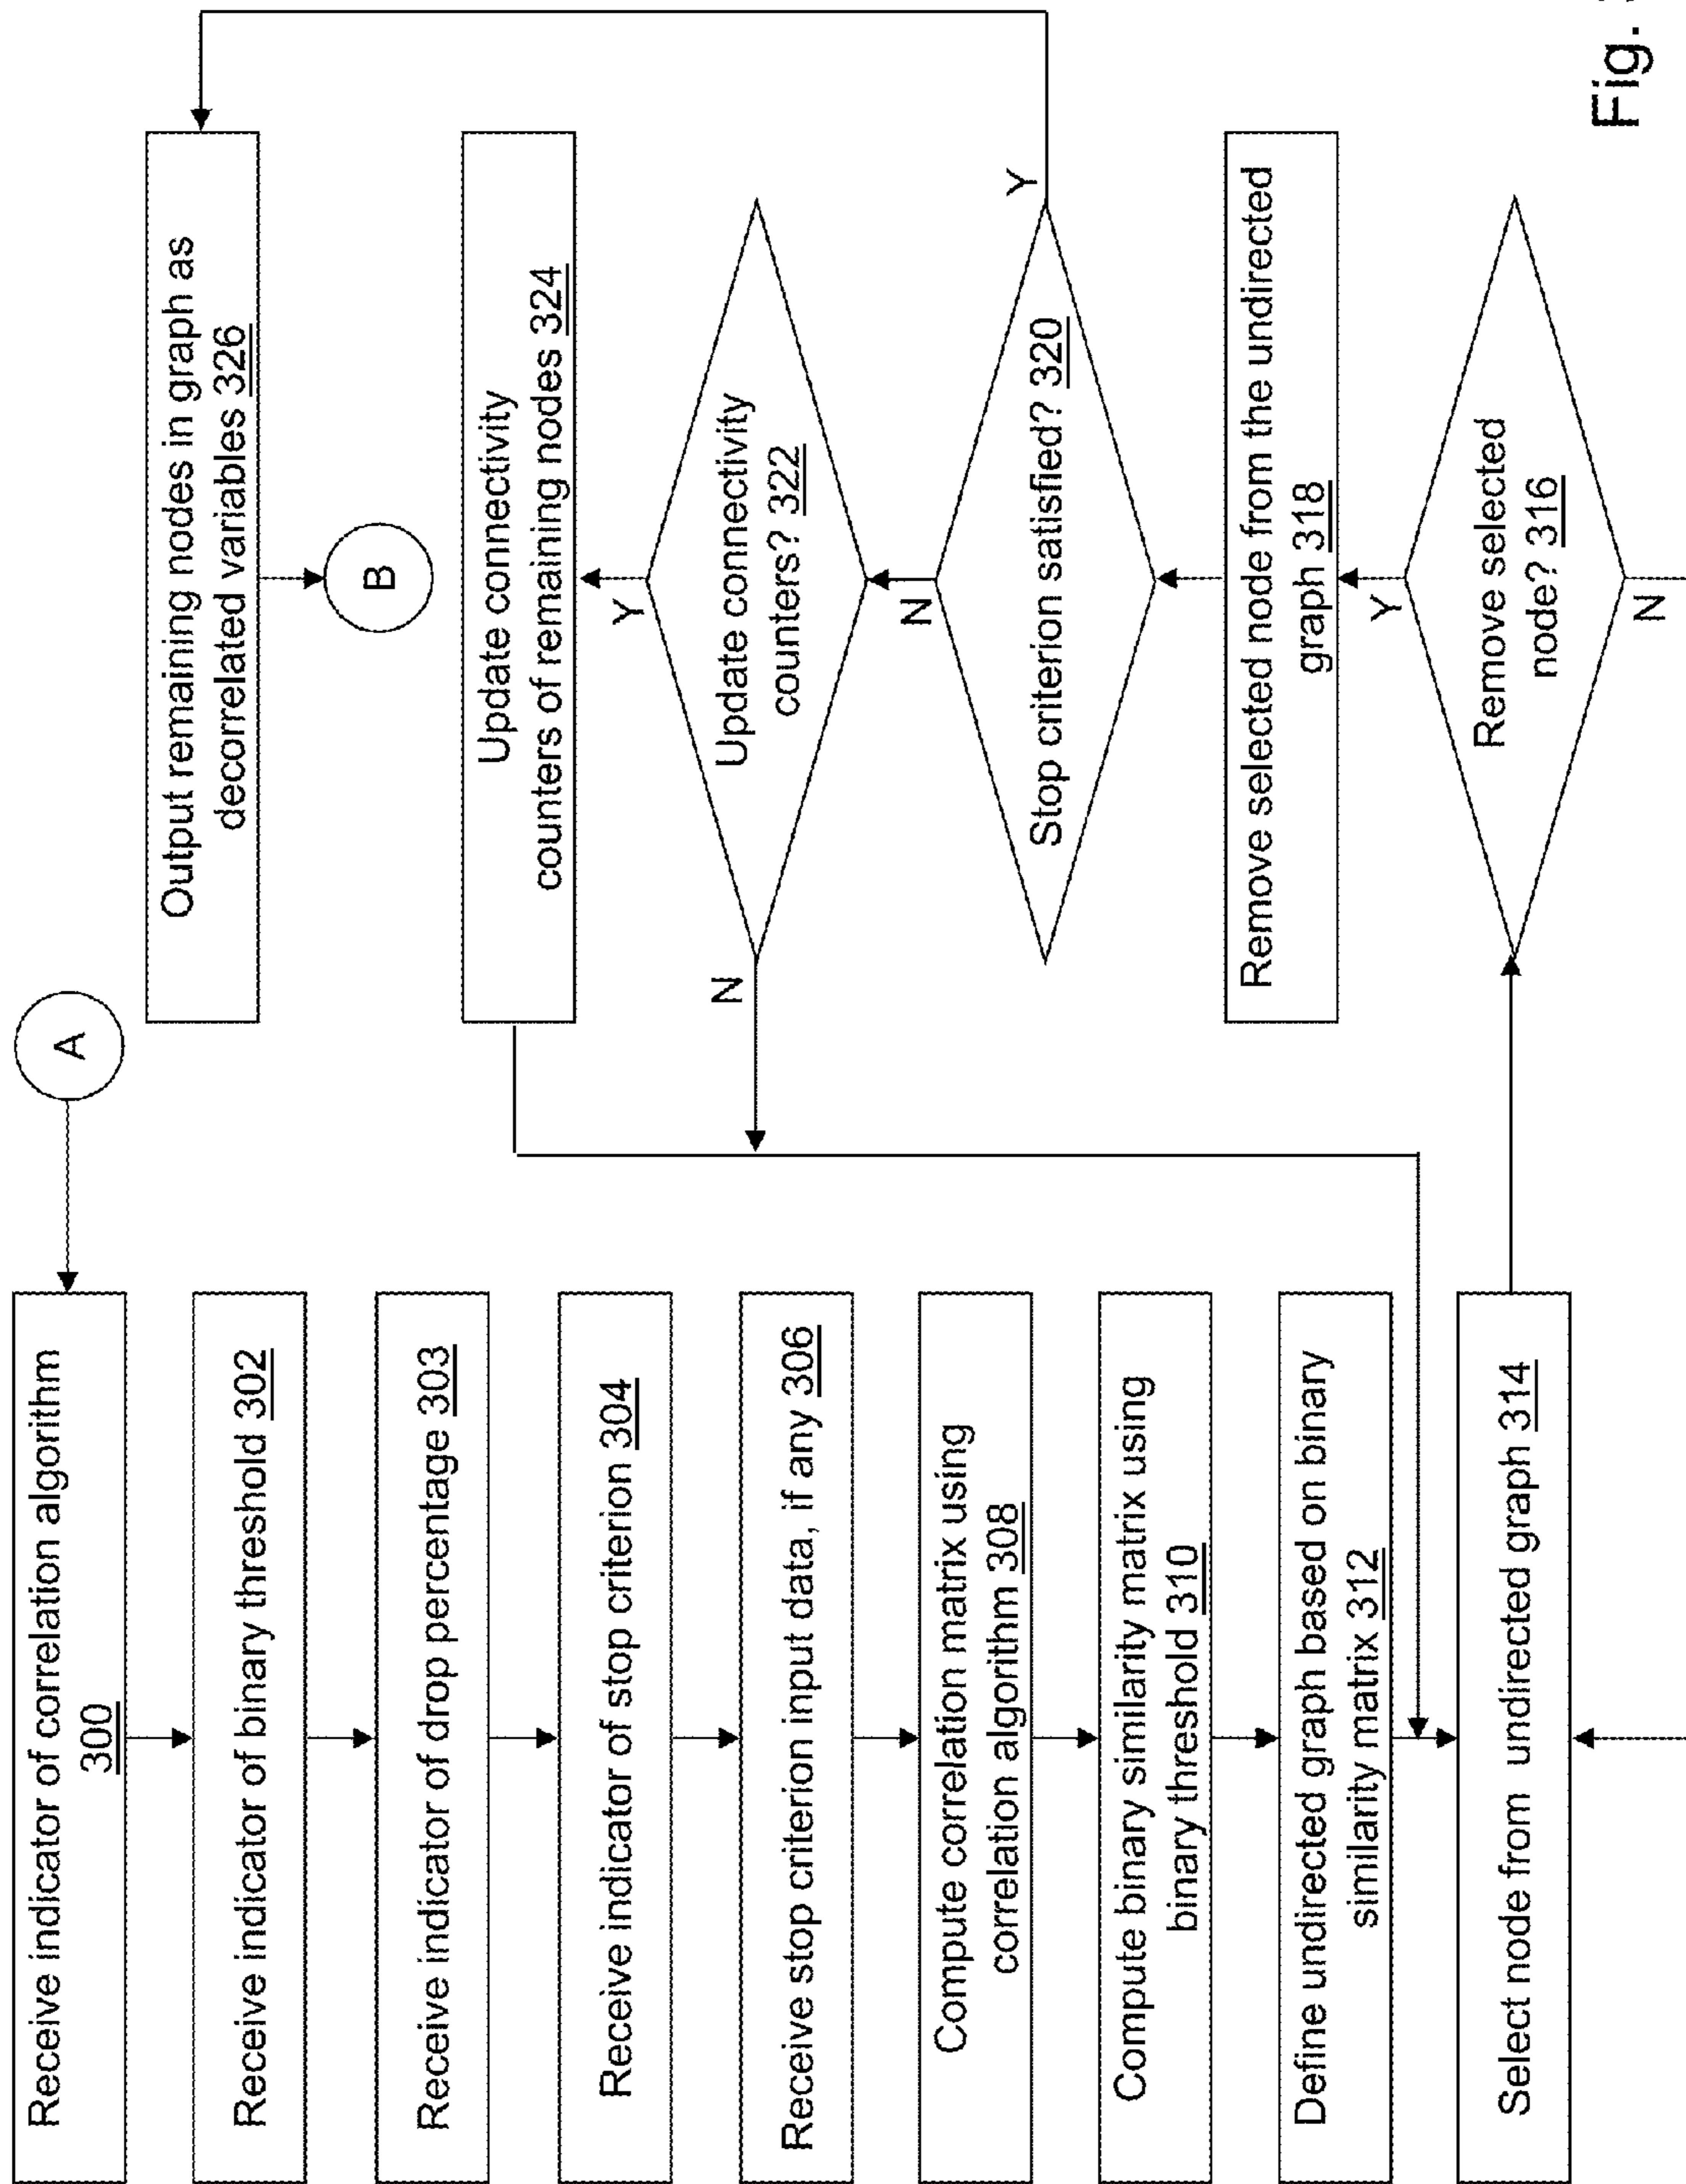 A
Receive indicator of correlation algorithm
300
Receive indicator of binary threshold 302
Receive indicator of drop percentage 303
Receive indicator of stop criterion 304
Receive stop criterion input data, if any 306
Compute correlation matrix using
correlation algorithm 308
Compute binary similarity matrix using
binary threshold 310
Define undirected graph based on binary
similarity matrix 312
Select node from undirected graph 314
Output remaining nodes in graph as
decorrelated variables 326
B
Update connectivity
counters of remaining nodes 324
Y
Update connectivity
counters? 322
N
N
Stop criterion satisfied? 320
Y
Remove selected node from the undirected
graph 318
Y
Remove selected
node? 316
N
Fig.